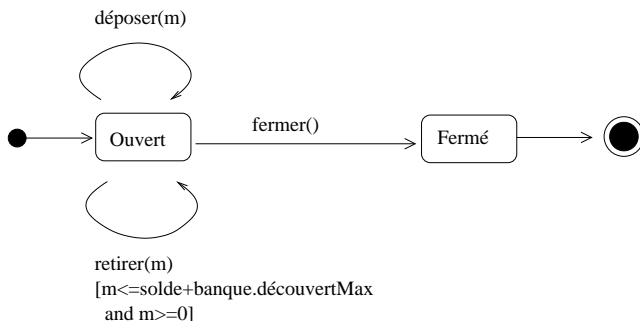 déposer(m)
Ouvert
fermer()
Fermé
retirer(m)
[m<=solde+banque.découvertMax
and m>=0]